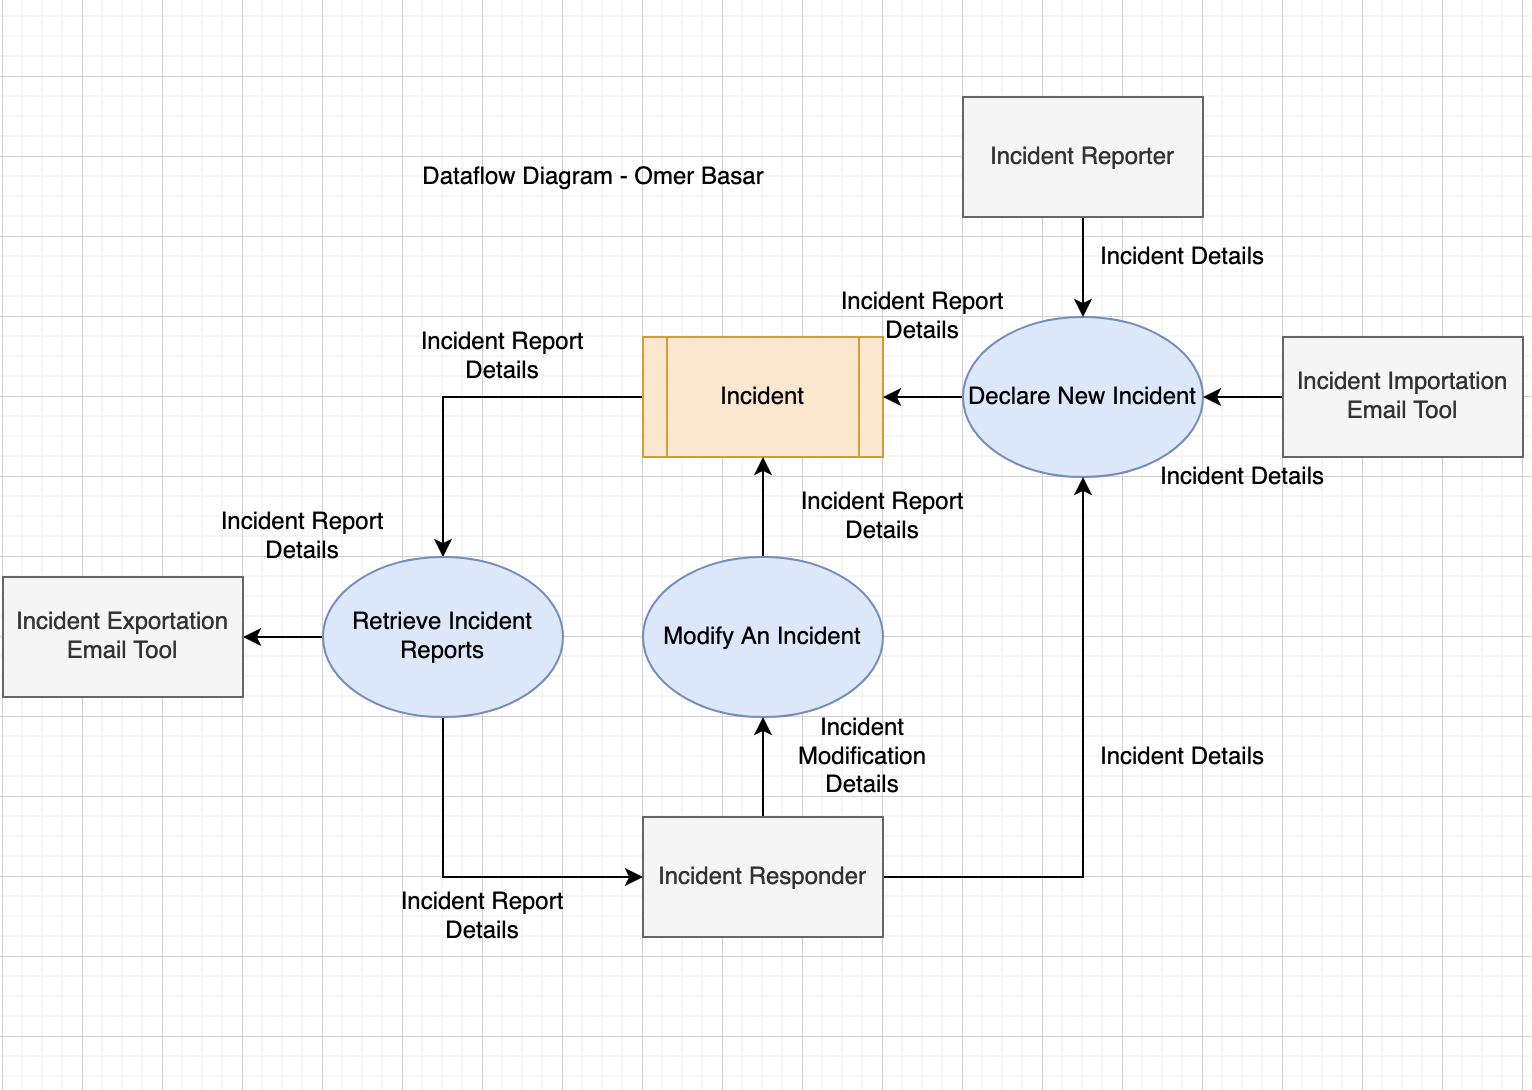 Incident Reporter
Dataflow Diagram - Omer Basar
Incident Details
Incident Report
Details
Incident Report
Details
Incident
Declare New Incident
Incident Importation
Email Tool
Incident Details
Incident Report
Details
Incident Report
Details
Incident Exportation
Email Tool
Retrieve Incident
Reports
Modify An Incident
Incident
Modification
Details
Incident Details
Incident Responder
Incident Report
Details